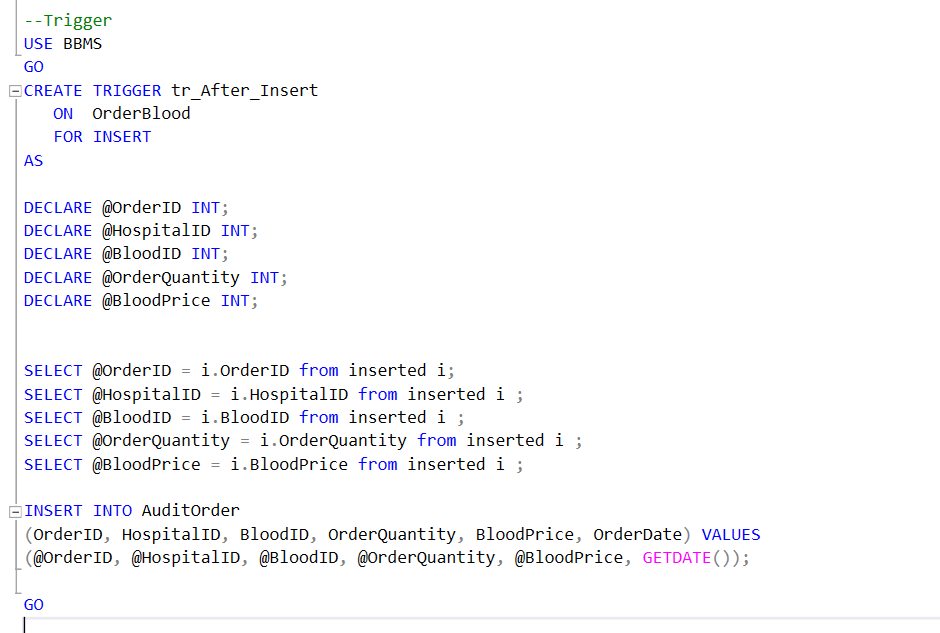 --Trigger
USE BBMS
GO
CREATE TRIGGER tr_After_Insert
ON OrderBlood
FOR INSERT
AS
DECLARE @OrderID INT;
DECLARE @HospitalID INT;
DECLARE @BloodID INT;
DECLARE @OrderQuantity INT;
DECLARE @BloodPrice INT;
SELECT @OrderID = i.OrderID from inserted i;
SELECT @HospitalID = i.HospitalID from inserted i ;
SELECT @BloodID = i.BloodID from inserted i ;
SELECT @OrderQuantity = i.OrderQuantity from inserted i ;
SELECT @BloodPrice = i.BloodPrice from inserted i ;
INSERT INTO AuditOrder
(OrderID, HospitalID, BloodID, OrderQuantity, BloodPrice, OrderDate) VALUES
(@OrderID, @HospitalID, @BloodID, @OrderQuantity, @BloodPrice, GETDATE());
GO